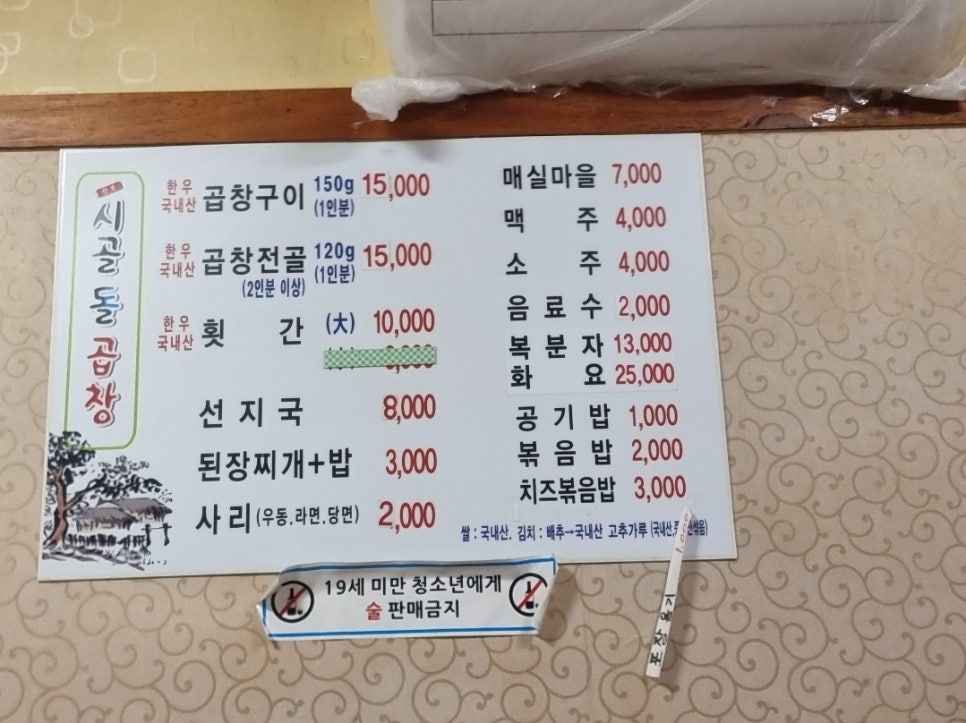 시골돌곱창
한우 국내산 곱창구이 150g (1인분) 15,000
한우 국내산 곱창전골 120g (1인분) 15,000
(2인분 이상)
한우 국내산 횟간 (大) 10,000
선지국 8,000
된장찌개+밥 3,000
사리(우동.라면.당면) 2,000
매실마을 7,000
맥주 4,000
소주 4,000
음료수 2,000
복분자 13,000
화요 25,000
공기밥 1,000
볶음밥 2,000
치즈볶음밥 3,000
쌀 : 국내산. 김치 : 배추→국내산 고추가루 (국내산,
19세 미만 청소년에게
술 판매금지
포장용기